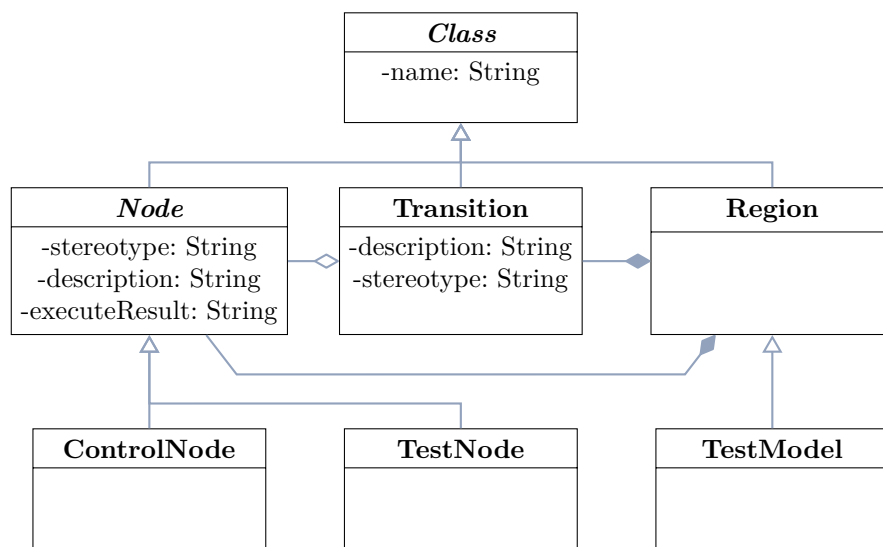 Class
-name: String
Node
-stereotype: String
-description: String
-executeResult: String
Transition
-description: String
-stereotype: String
Region
ControlNode
TestNode
TestModel